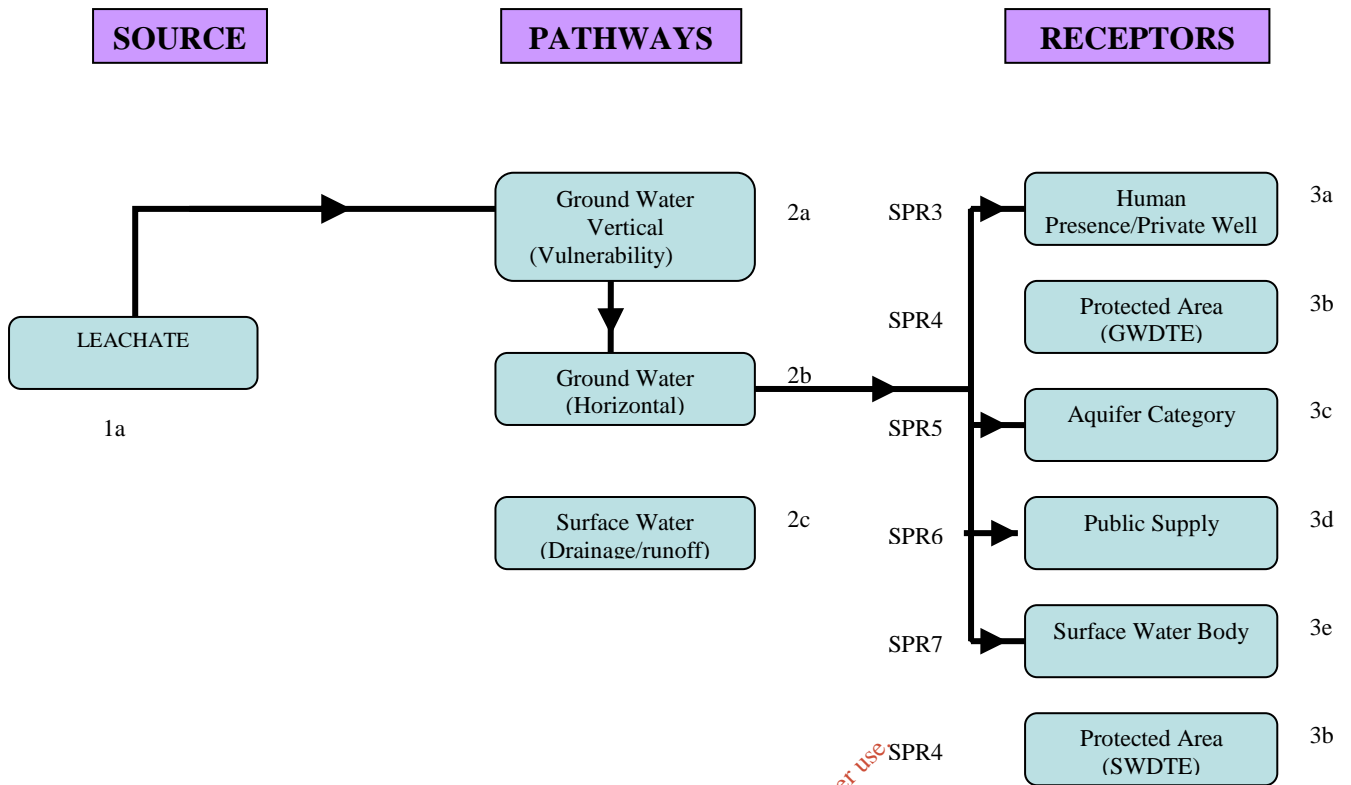 SOURCE
PATHWAYS
RECEPTORS
Ground Water
Vertical
(Vulnerability)
2a
SPR3
Human
Presence/Private Well
3a
SPR4
Protected Area
(GWDTE)
3b
LEACHATE
1a
Ground Water
(Horizontal)
2b
SPR5
Aquifer Category
3c
Surface Water
(Drainage/runoff)
2c
SPR6
Public Supply
3d
SPR7
Surface Water Body
3e
SPR4
Protected Area
(SWDTE)
3b
use.